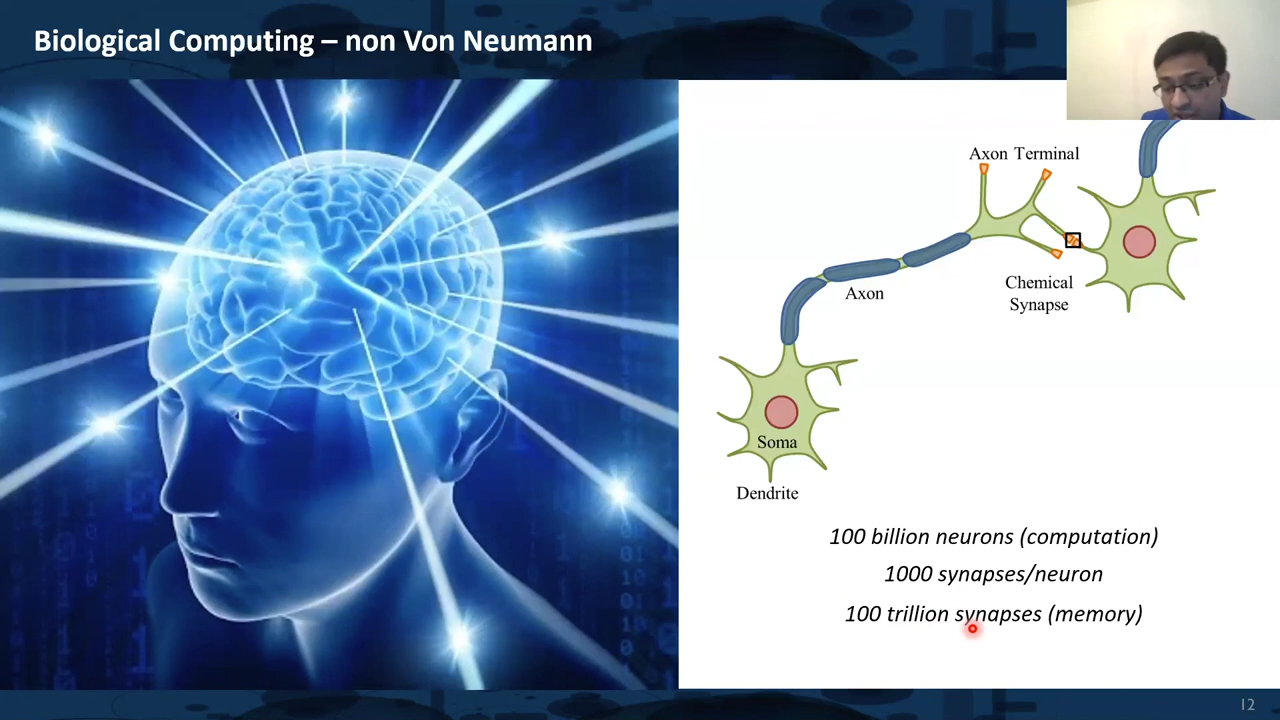 Biological Computing – non Von Neumann
Axon Terminal
Chemical
Synapse
Axon
Soma
Dendrite
100 billion neurons (computation)
1000 synapses/neuron
100 trillion synapses (memory)
12